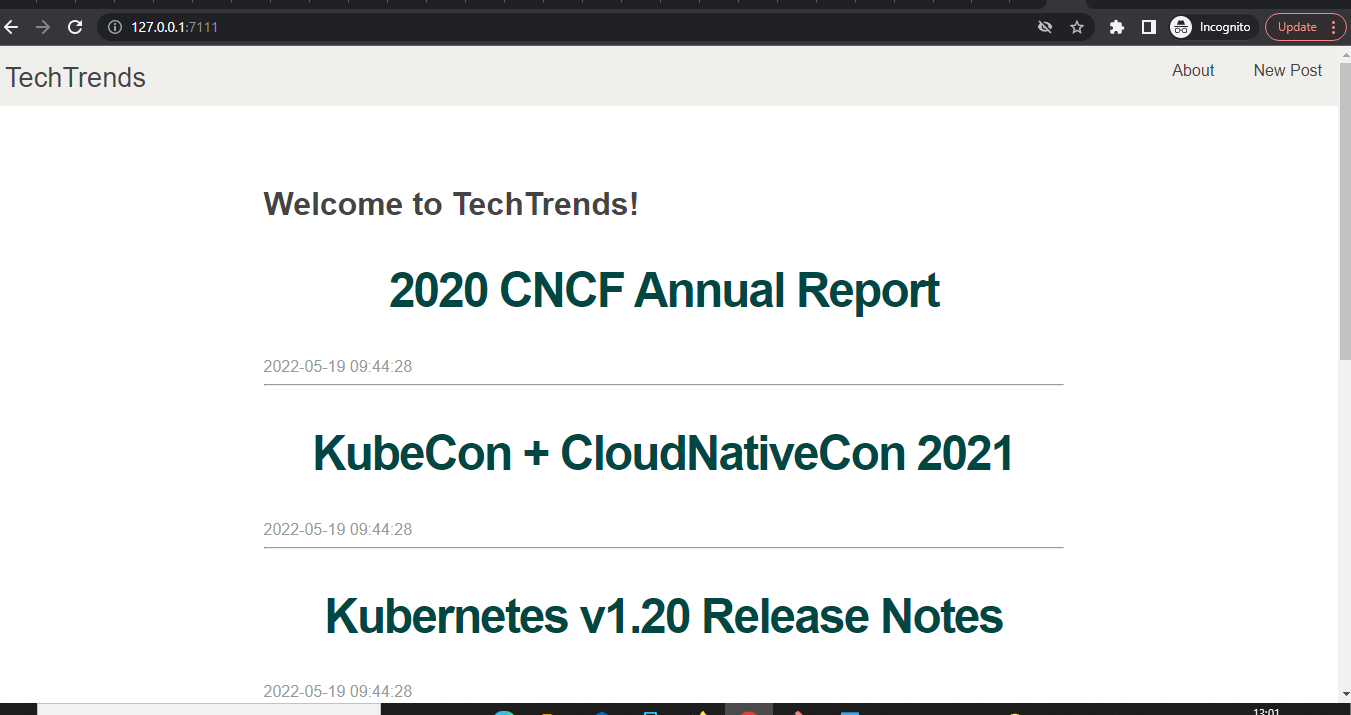 127.0.0.1:7111
Incognito
Update
TechTrends
About
New Post
Welcome to TechTrends!
2020 CNCF Annual Report
2022-05-19 09:44:28
KubeCon + CloudNativeCon 2021
2022-05-19 09:44:28
Kubernetes v1.20 Release Notes
2022-05-19 09:44:28
13:01